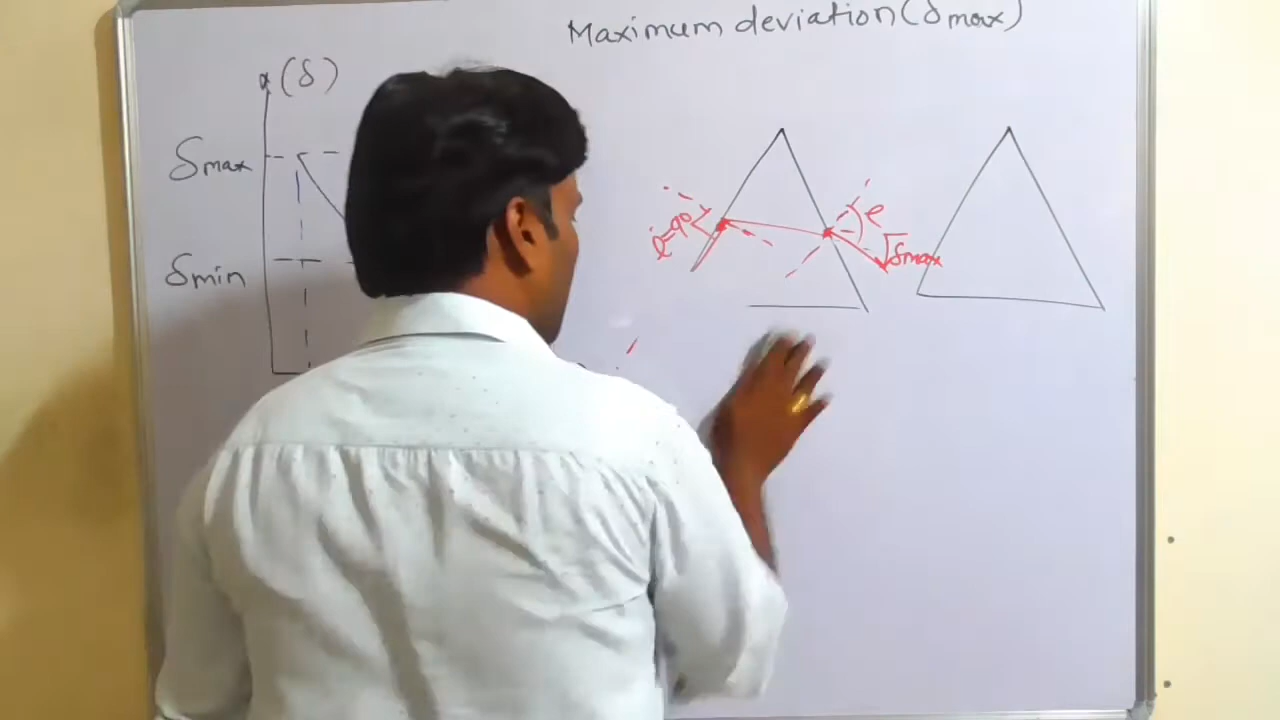 Maximum deviation (δmax)
(δ)
δmax
δmin
i=90
e
δmax